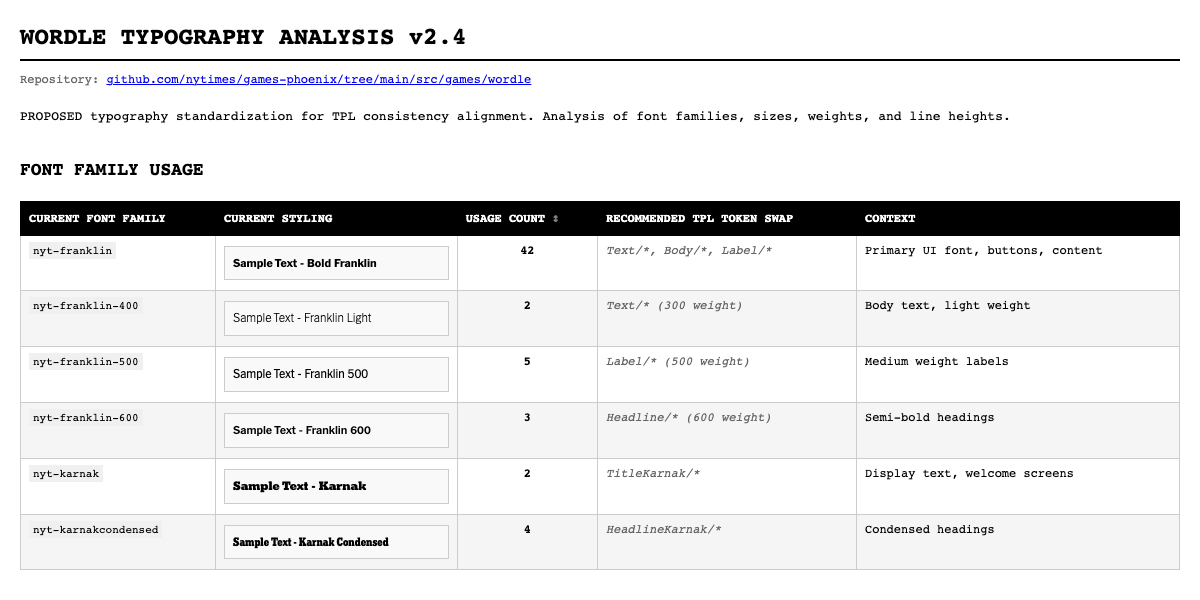 WORDLE TYPOGRAPHY ANALYSIS v2.4
Repository: github.com/nytimes/games-phoenix/tree/main/src/games/wordle
PROPOSED typography standardization for TPL consistency alignment. Analysis of font families, sizes, weights, and line heights.
FONT FAMILY USAGE
CURRENT FONT FAMILY CURRENT STYLING USAGE COUNT ↕ RECOMMENDED TPL TOKEN SWAP CONTEXT
nyt-franklin Sample Text - Bold Franklin 42 Text/*, Body/*, Label/* Primary UI font, buttons, content
nyt-franklin-400 Sample Text - Franklin Light 2 Text/* (300 weight) Body text, light weight
nyt-franklin-500 Sample Text - Franklin 500 5 Label/* (500 weight) Medium weight labels
nyt-franklin-600 Sample Text - Franklin 600 3 Headline/* (600 weight) Semi-bold headings
nyt-karnak Sample Text - Karnak 2 TitleKarnak/* Display text, welcome screens
nyt-karnakcondensed Sample Text - Karnak Condensed 4 HeadlineKarnak/* Condensed headings